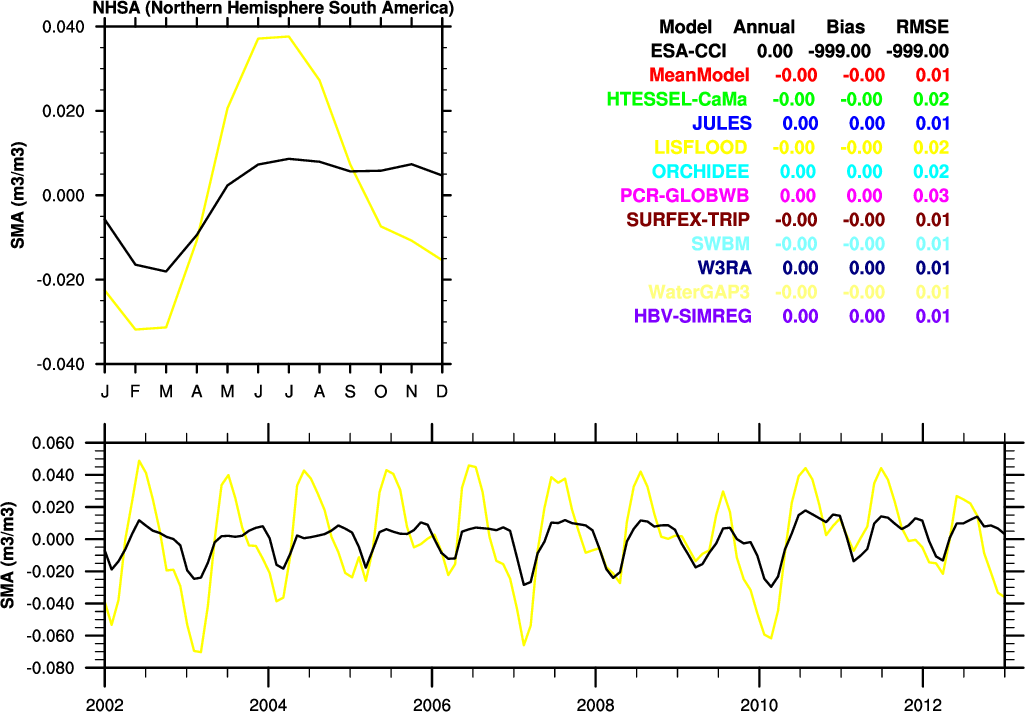 NHSA (Northern Hemisphere South America)
0.040
0.020
0.000
-0.020
-0.040
SMA (m3/m3)
J F M A M J J A S O N D
Model Annual Bias RMSE
ESA-CCI 0.00 -999.00 -999.00
MeanModel -0.00 -0.00 0.01
HTESSEL-CaMa -0.00 -0.00 0.02
JULES 0.00 0.00 0.01
LISFLOOD -0.00 -0.00 0.02
ORCHIDEE 0.00 0.00 0.02
PCR-GLOBWB 0.00 0.00 0.03
SURFEX-TRIP -0.00 -0.00 0.01
SWBM -0.00 -0.00 0.01
W3RA 0.00 0.00 0.01
WaterGAP3 -0.00 -0.00 0.01
HBV-SIMREG 0.00 0.00 0.01
0.060
0.040
0.020
0.000
-0.020
-0.040
-0.060
-0.080
SMA (m3/m3)
2002 2004 2006 2008 2010 2012